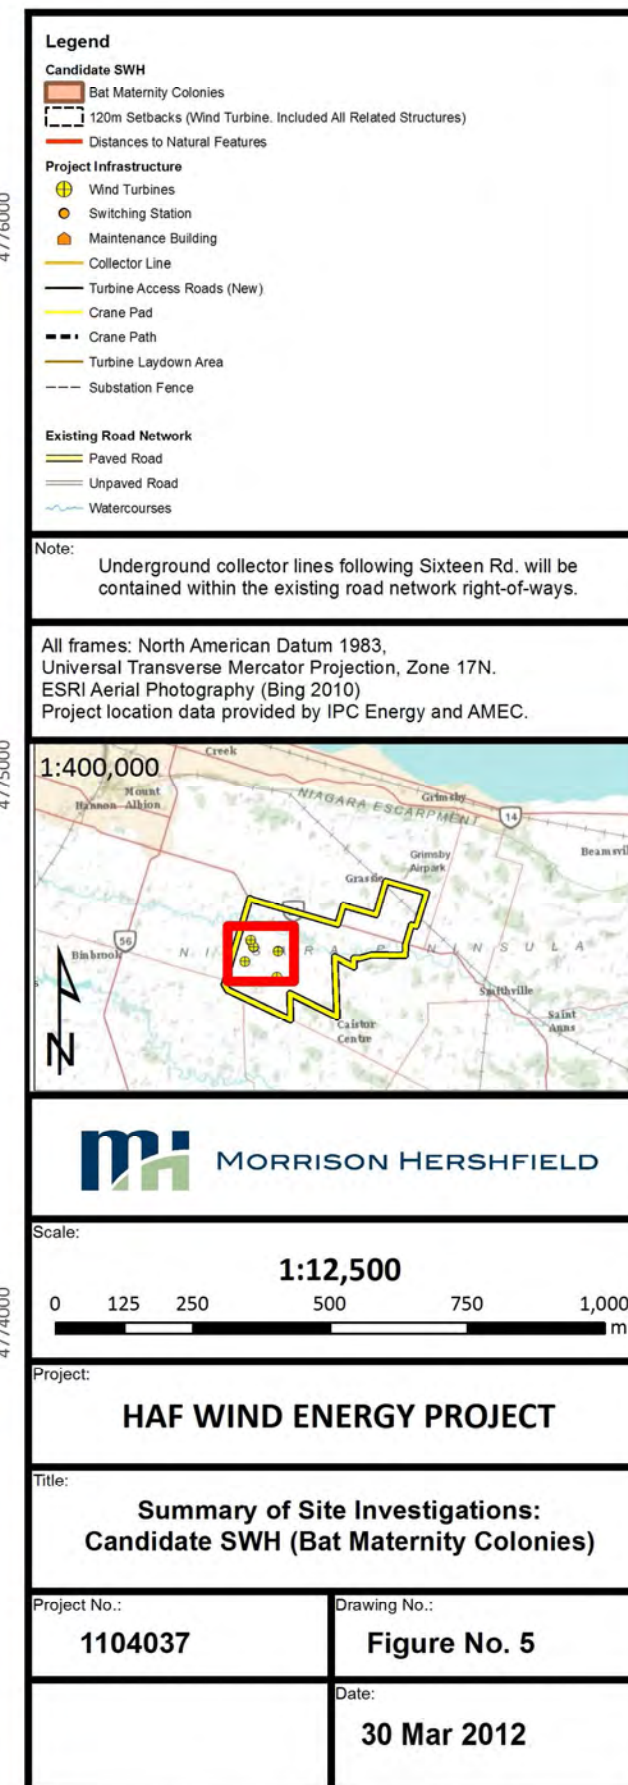 Legend
Candidate SWH
Bat Maternity Colonies
120m Setbacks (Wind Turbine. Included All Related Structures)
Distances to Natural Features
Project Infrastructure
Wind Turbines
Switching Station
Maintenance Building
Collector Line
Turbine Access Roads (New)
Crane Pad
Crane Path
Turbine Laydown Area
Substation Fence
Existing Road Network
Paved Road
Unpaved Road
Watercourses
4776000
Note:
Underground collector lines following Sixteen Rd. will be
contained within the existing road network right-of-ways.
All frames: North American Datum 1983,
Universal Transverse Mercator Projection, Zone 17N.
ESRI Aerial Photography (Bing 2010)
Project location data provided by IPC Energy and AMEC.
4775000
1:400,000
Creek
Mount
Hannon Albion
NIAGARA ESCARPMENT
Grimsby
14
Beamsvil
Grimsby
Airpark
Grassie
56
Binbrook
PENINSULA
Smithville
Saint
Anns
Caistor
Centre
N
MORRISON HERSHFIELD
4774000
Scale:
1:12,500
0 125 250 500 750 1,000
m
Project:
HAF WIND ENERGY PROJECT
Title:
Summary of Site Investigations:
Candidate SWH (Bat Maternity Colonies)
Project No.:
1104037
Drawing No.:
Figure No. 5
Date:
30 Mar 2012